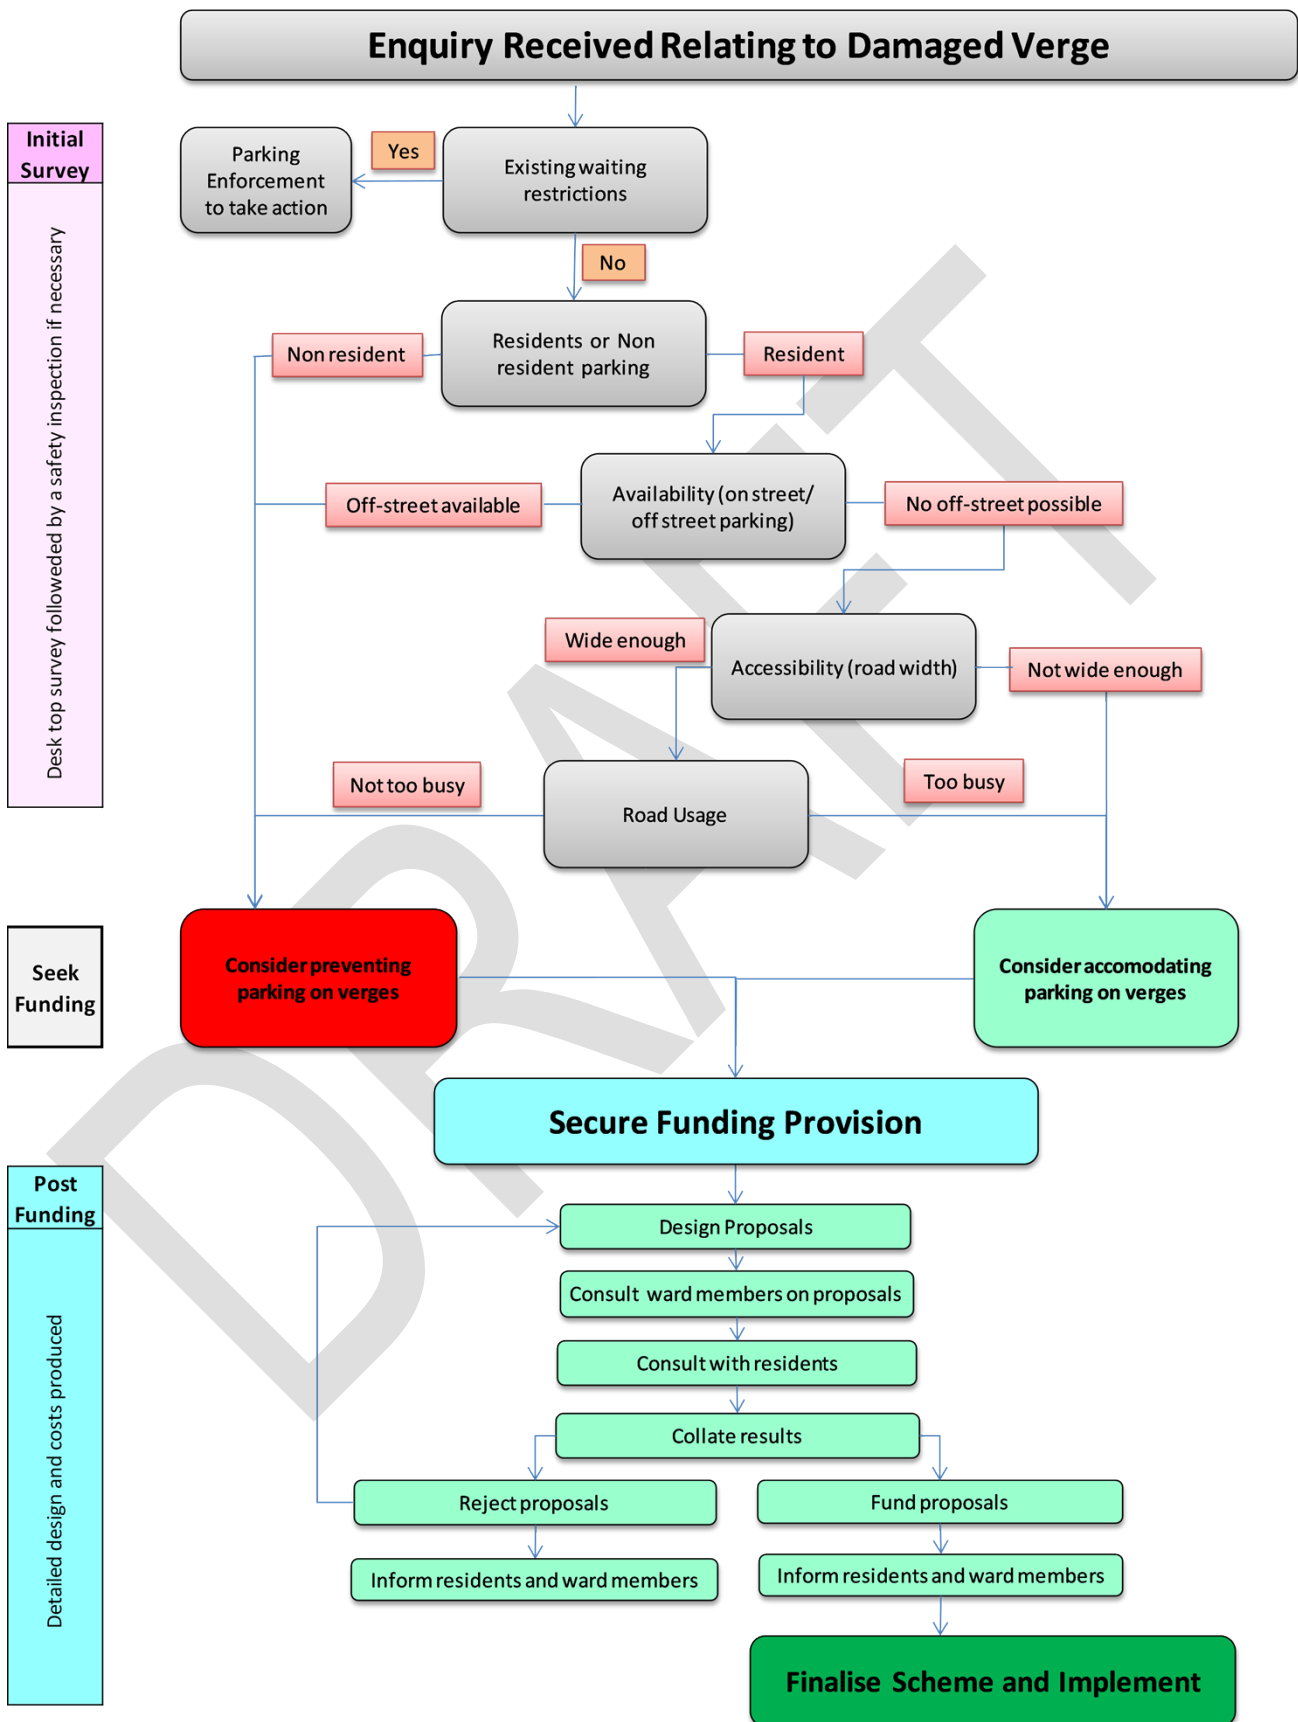 Enquiry Received Relating to Damaged Verge
Initial
Survey
Desk top survey followeded by a safety inspection if necessary
Parking
Enforcement
to take action
Yes
Existing waiting
restrictions
No
Non resident
Residents or Non
resident parking
Resident
Off-street available
Availability (on street/
off street parking)
No off-street possible
Wide enough
Accessibility (road width)
Not wide enough
Not too busy
Road Usage
Too busy
Seek
Funding
Consider preventing
parking on verges
Consider accomodating
parking on verges
Secure Funding Provision
Post
Funding
Detailed design and costs produced
Design Proposals
Consult ward members on proposals
Consult with residents
Collate results
Reject proposals
Fund proposals
Inform residents and ward members
Inform residents and ward members
Finalise Scheme and Implement
DRAFT